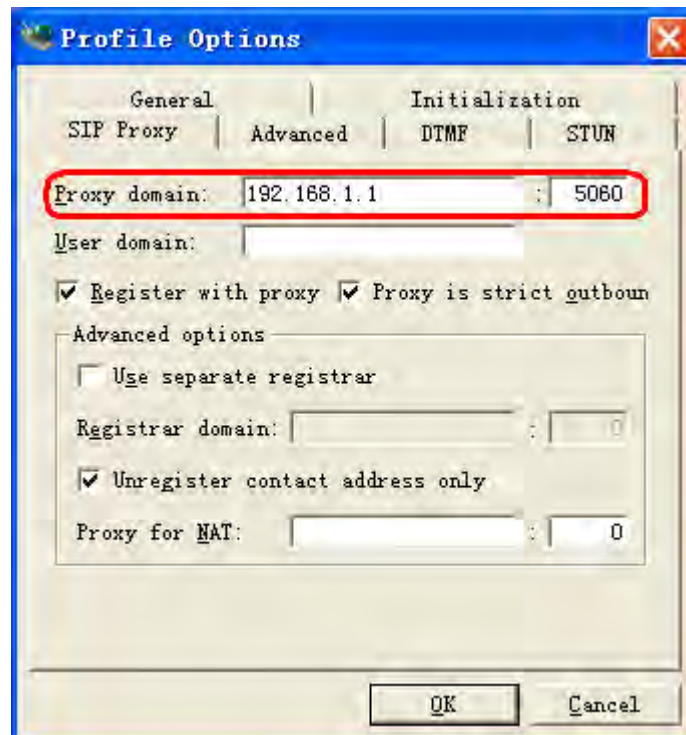 Profile Options
General Initialization
SIP Proxy Advanced DTMF STUN
Proxy domain: 192.168.1.1 : 5060
User domain:
Register with proxy Proxy is strict outboun
Advanced options
Use separate registrar
Registrar domain: : 0
Unregister contact address only
Proxy for NAT: : 0
OK Cancel